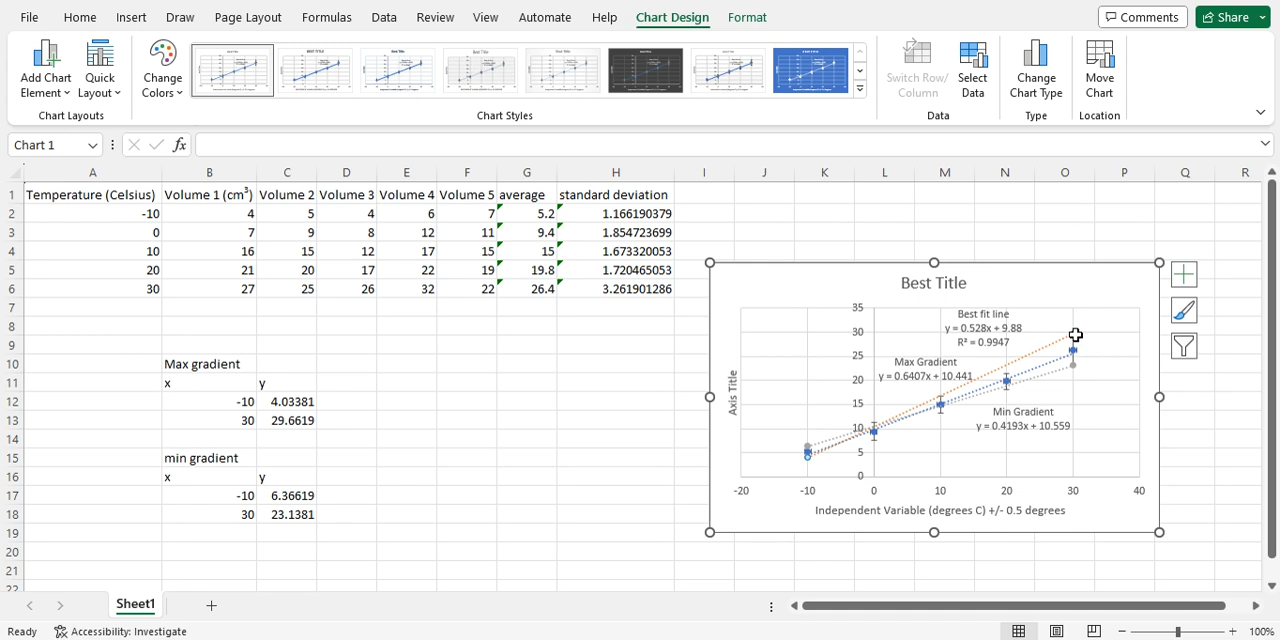 File Home Insert Draw Page Layout Formulas Data Review View Automate Help Chart Design Format Comments Share
Add Chart Element Quick Layout Change Colors Switch Row/ Column Select Data Change Chart Type Move Chart
Chart Layouts Chart Styles Data Type Location
Chart 1 fx
A B C D E F G H I J K L M N O P Q R
1 Temperature (Celsius) Volume 1 (cm³) Volume 2 Volume 3 Volume 4 Volume 5 average standard deviation
2 -10 4 5 4 6 7 5.2 1.166190379
3 0 7 9 8 12 11 9.4 1.854723699
4 10 16 15 12 17 15 15 1.673320053
5 20 21 20 17 22 19 19.8 1.720465053
6 30 27 25 26 32 22 26.4 3.261901286
7
8
9
10 Max gradient
11 x y
12 -10 4.03381
13 30 29.6619
14
15 min gradient
16 x y
17 -10 6.36619
18 30 23.1381
19
20
21
22
Best Title
35
30
25
20
15
10
5
0
Axis Title
Best fit line
y = 0.528x + 9.88
R² = 0.9947
Max Gradient
y = 0.6407x + 10.441
Min Gradient
y = 0.4193x + 10.559
-20 -10 0 10 20 30 40
Independent Variable (degrees C) +/- 0.5 degrees
Sheet1
Ready Accessibility: Investigate 100%